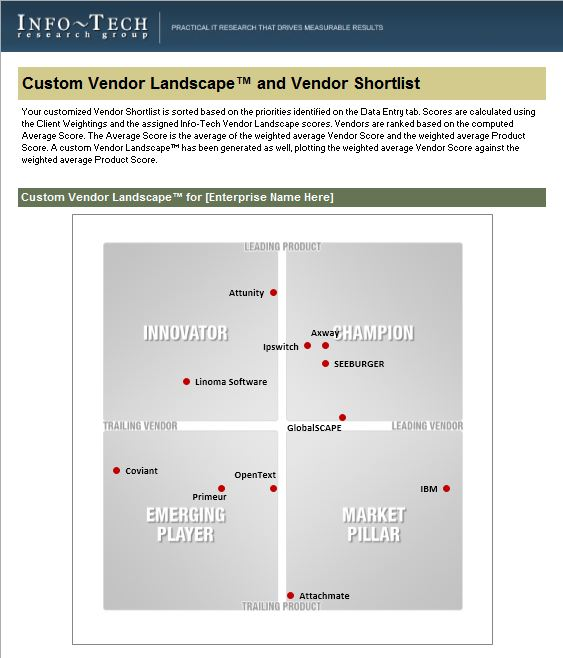 INFO~TECH
research group
PRACTICAL IT RESEARCH THAT DRIVES MEASURABLE RESULTS
Custom Vendor Landscape™ and Vendor Shortlist
Your customized Vendor Shortlist is sorted based on the priorities identified on the Data Entry tab. Scores are calculated using
the Client Weightings and the assigned Info-Tech Vendor Landscape scores. Vendors are ranked based on the computed
Average Score. The Average Score is the average of the weighted average Vendor Score and the weighted average Product
Score. A custom Vendor Landscape™ has been generated as well, plotting the weighted average Vendor Score against the
weighted average Product Score.
Custom Vendor Landscape™ for [Enterprise Name Here]
LEADING PRODUCT
Attunity
INNOVATOR
Axway
CHAMPION
Ipswitch
SEEBURGER
Linoma Software
GlobalSCAPE
TRAILING VENDOR
LEADING VENDOR
Coviant
OpenText
Primeur
IBM
EMERGING
PLAYER
MARKET
PILLAR
Attachmate
TRAILING PRODUCT